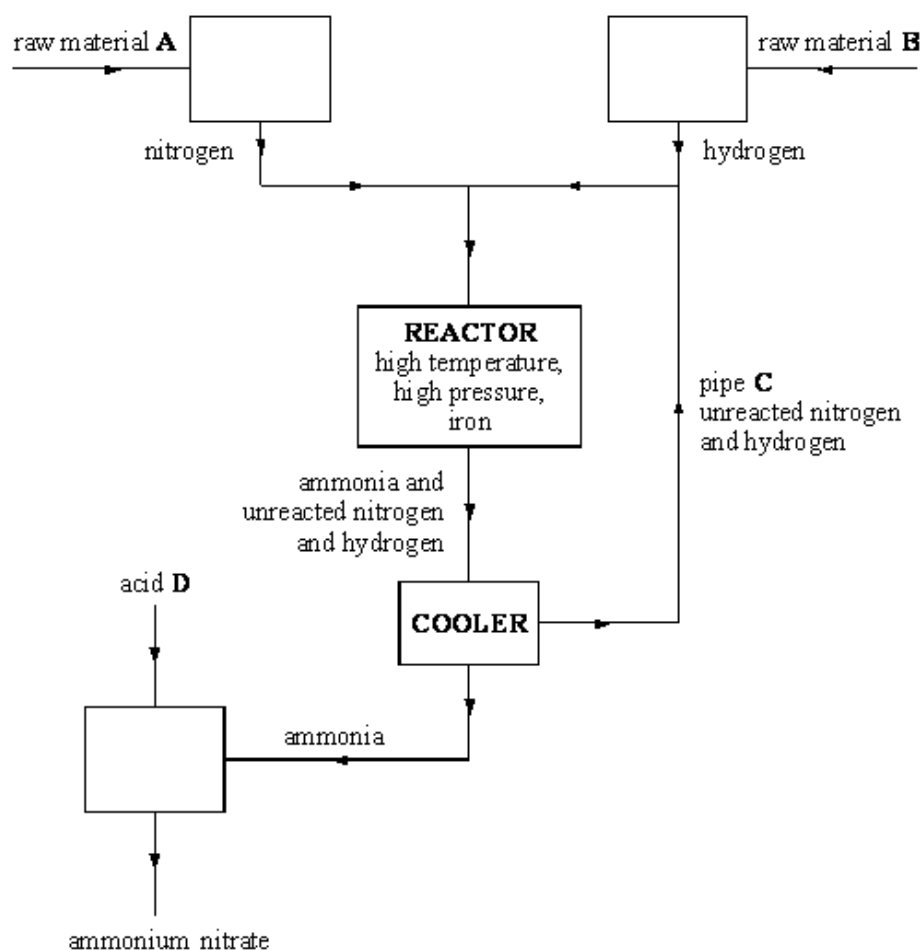 raw material A
raw material B
nitrogen
hydrogen
REACTOR
high temperature,
high pressure,
iron
pipe C
unreacted nitrogen
and hydrogen
ammonia and
unreacted nitrogen
and hydrogen
acid D
COOLER
ammonia
ammonium nitrate